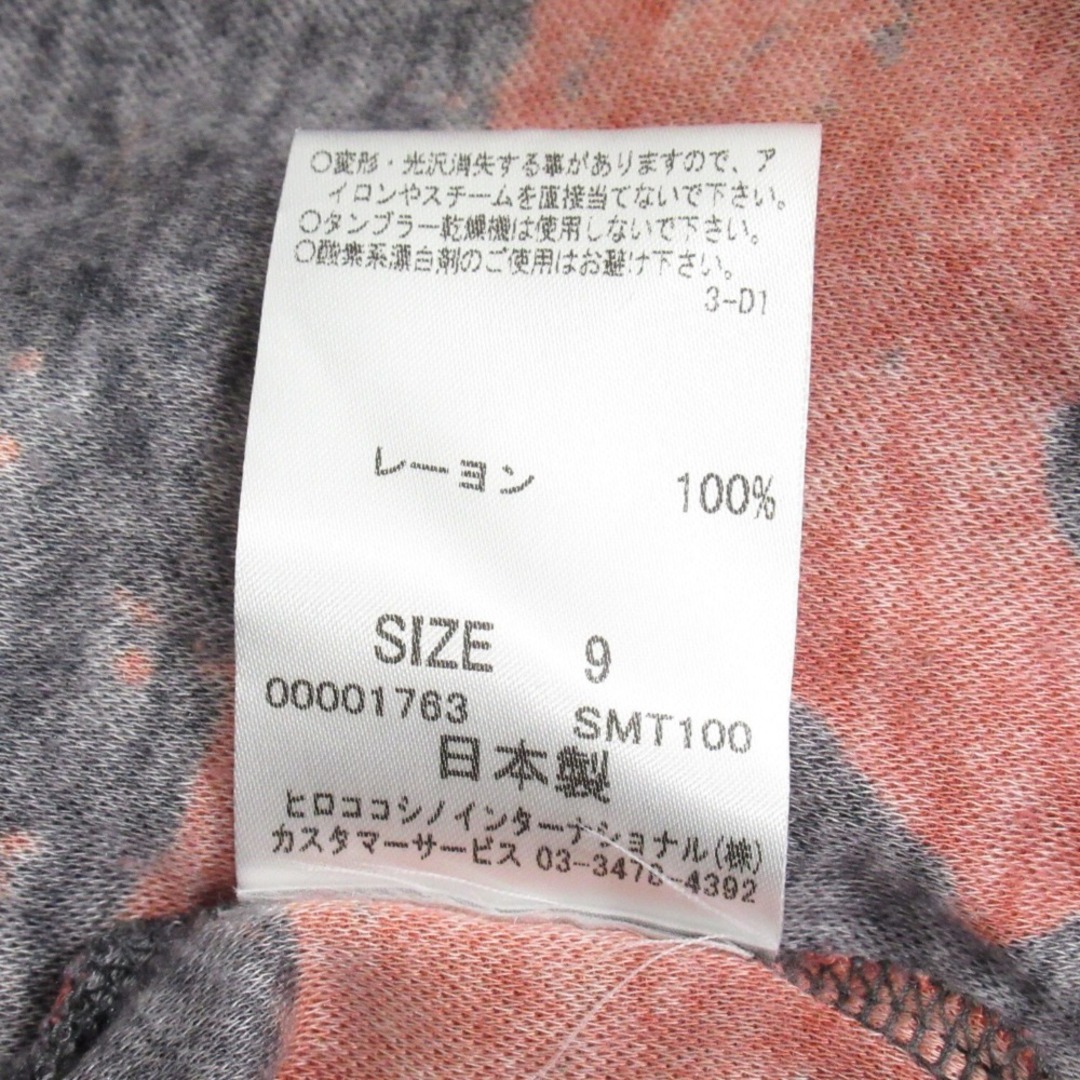 ○変形・光沢消失する事がありますので、ア
イロンやスチームを直接当てないで下さい。
○タンブラー乾燥機は使用しないで下さい。
○酸素系漂白剤のご使用はお避け下さい。
3-D1
レーヨン 100%
SIZE 9
00001763 SMT100
日本製
ヒロココシノインターナショナル(株)
カスタマーサービス 03-3478-4392